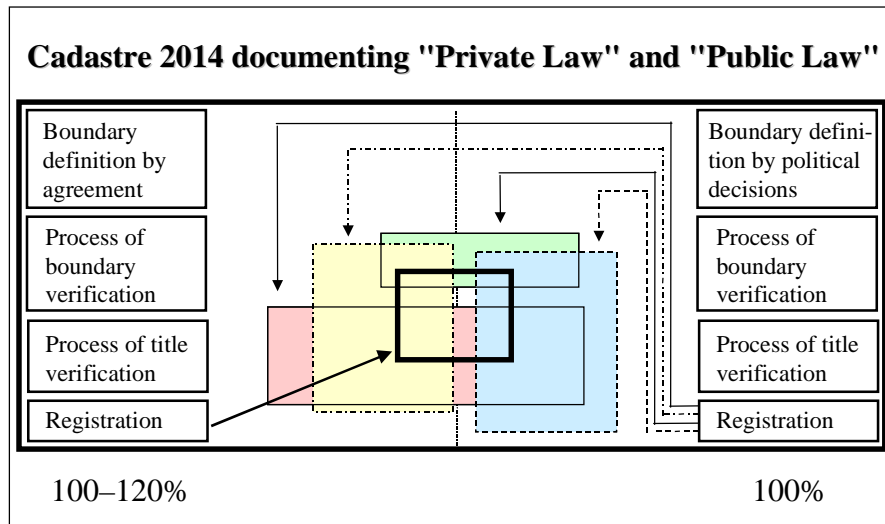 Cadastre 2014 documenting "Private Law" and "Public Law"
Boundary
definition by
agreement
Process of
boundary
verification
Process of title
verification
Registration
Boundary defini-
tion by political
decisions
Process of
boundary
verification
Process of title
verification
Registration
100–120%
100%